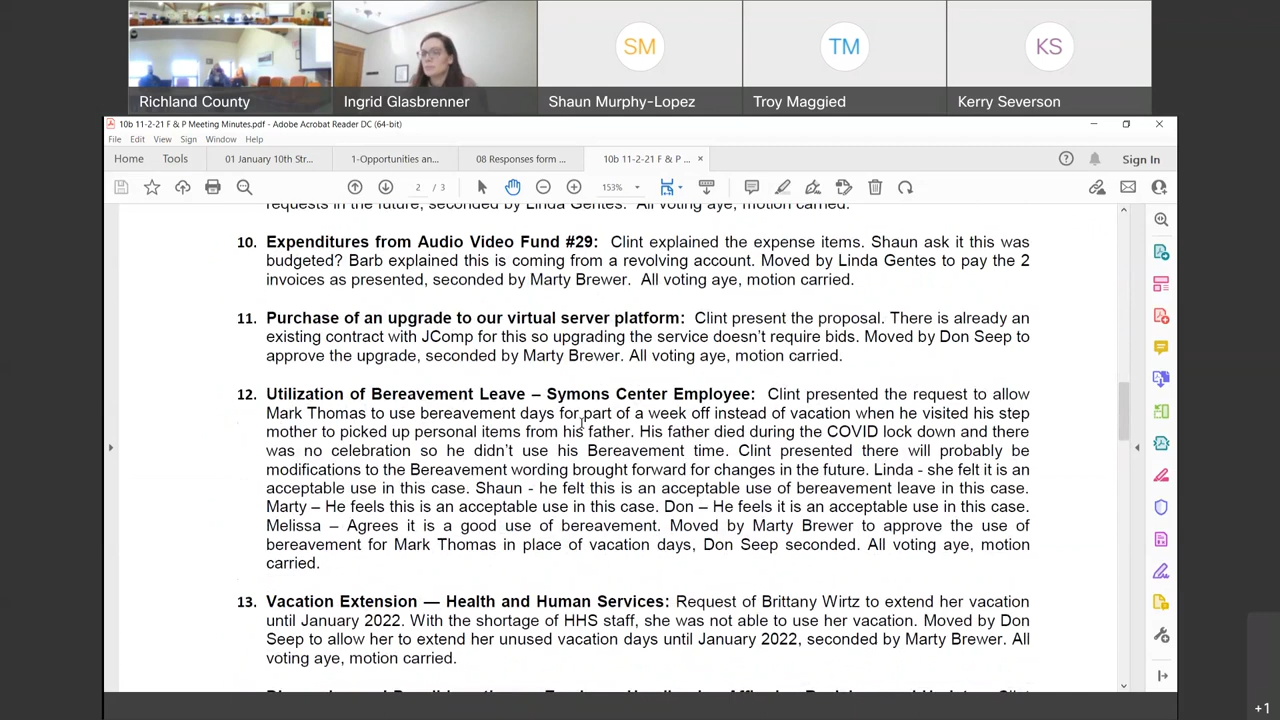 SM
TM
KS
Richland County
Ingrid Glasbrenner
Shaun Murphy-Lopez
Troy Maggied
Kerry Severson
10b 11-2-21 F & P Meeting Minutes.pdf - Adobe Acrobat Reader DC (64-bit)
File Edit View Sign Window Help
Home Tools 01 January 10th Str... 1-Opportunities an... 08 Responses form ... 10b 11-2-21 F & P ... × Sign In
2 / 3 153%
requests in the future, seconded by Linda Gentes. All voting aye, motion carried.
10. Expenditures from Audio Video Fund #29: Clint explained the expense items. Shaun ask it this was
budgeted? Barb explained this is coming from a revolving account. Moved by Linda Gentes to pay the 2
invoices as presented, seconded by Marty Brewer. All voting aye, motion carried.
11. Purchase of an upgrade to our virtual server platform: Clint present the proposal. There is already an
existing contract with JComp for this so upgrading the service doesn't require bids. Moved by Don Seep to
approve the upgrade, seconded by Marty Brewer. All voting aye, motion carried.
12. Utilization of Bereavement Leave – Symons Center Employee: Clint presented the request to allow
Mark Thomas to use bereavement days for part of a week off instead of vacation when he visited his step
mother to picked up personal items from his father. His father died during the COVID lock down and there
was no celebration so he didn't use his Bereavement time. Clint presented there will probably be
modifications to the Bereavement wording brought forward for changes in the future. Linda - she felt it is an
acceptable use in this case. Shaun - he felt this is an acceptable use of bereavement leave in this case.
Marty – He feels this is an acceptable use in this case. Don – He feels it is an acceptable use in this case.
Melissa – Agrees it is a good use of bereavement. Moved by Marty Brewer to approve the use of
bereavement for Mark Thomas in place of vacation days, Don Seep seconded. All voting aye, motion
carried.
13. Vacation Extension — Health and Human Services: Request of Brittany Wirtz to extend her vacation
until January 2022. With the shortage of HHS staff, she was not able to use her vacation. Moved by Don
Seep to allow her to extend her unused vacation days until January 2022, seconded by Marty Brewer. All
voting aye, motion carried.
+1